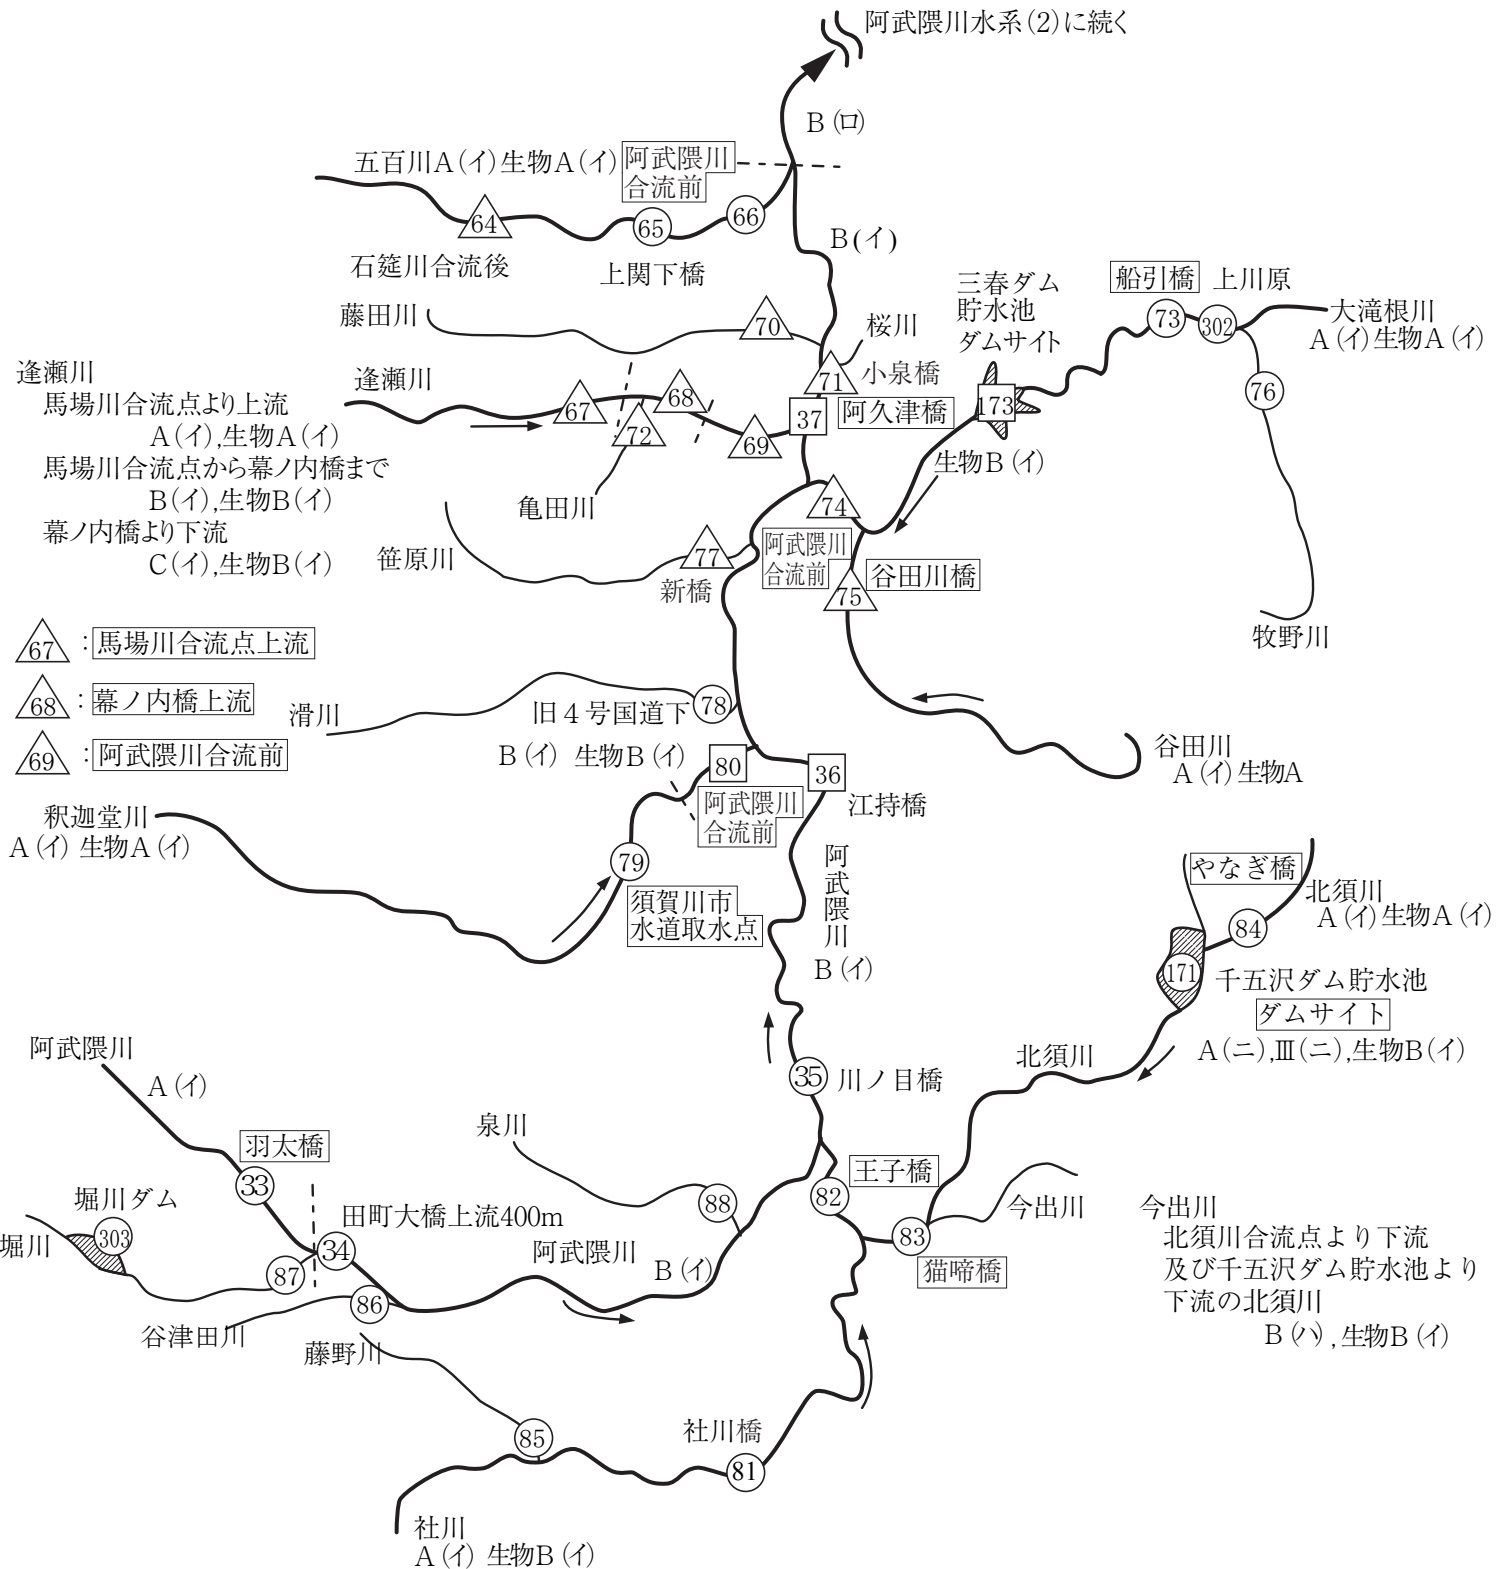 阿武隈川水系(2)に続く
B(ロ)
五百川A(イ)生物A(イ)
阿武隈川
合流前
64
65
66
石筵川合流後
上関下橋
B(イ)
藤田川
70
桜川
71
小泉橋
三春ダム
貯水池
ダムサイト
船引橋
上川原
73
302
大滝根川
A(イ)生物A(イ)
76
牧野川
逢瀬川
馬場川合流点より上流
A(イ),生物A(イ)
馬場川合流点から幕ノ内橋まで
B(イ),生物B(イ)
幕ノ内橋より下流
C(イ),生物B(イ)
逢瀬川
67
68
72
69
37
阿久津橋
173
生物B(イ)
亀田川
74
阿武隈川
合流前
笹原川
77
新橋
谷田川橋
75
67
:馬場川合流点上流
68
:幕ノ内橋上流
69
:阿武隈川合流前
滑川
旧4号国道下
78
B(イ) 生物B(イ)
80
36
阿武隈川
合流前
江持橋
谷田川
A(イ)生物A
釈迦堂川
A(イ) 生物A(イ)
79
須賀川市
水道取水点
阿武隈川
B(イ)
やなぎ橋
北須川
A(イ)生物A(イ)
84
171
千五沢ダム貯水池
ダムサイト
A(ニ),Ⅲ(ニ),生物B(イ)
北須川
阿武隈川
A(イ)
35
川ノ目橋
泉川
羽太橋
33
堀川ダム
303
堀川
田町大橋上流400m
34
87
86
88
阿武隈川
B(イ)
王子橋
82
83
猫啼橋
今出川
今出川
北須川合流点より下流
及び千五沢ダム貯水池より
下流の北須川
B(ハ),生物B(イ)
谷津田川
藤野川
85
社川橋
81
社川
A(イ) 生物B(イ)